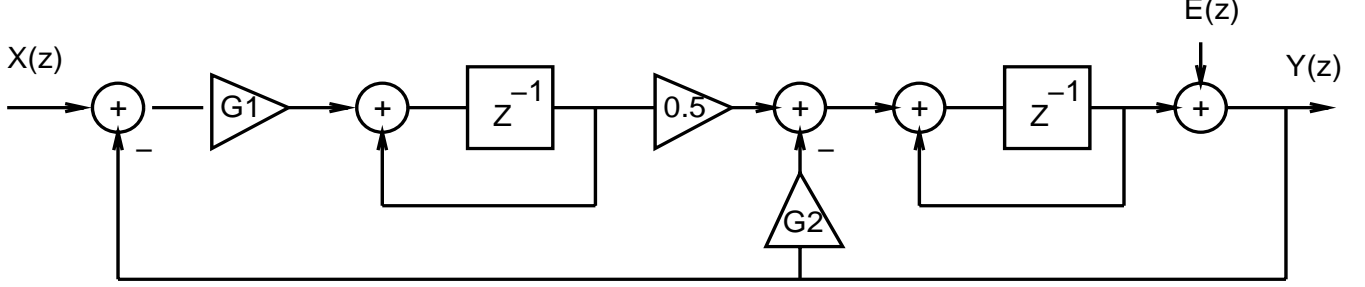 E(z)
X(z)
Y(z)
+
G1
+
z–1
0.5
+
+
z–1
+
–
–
G2